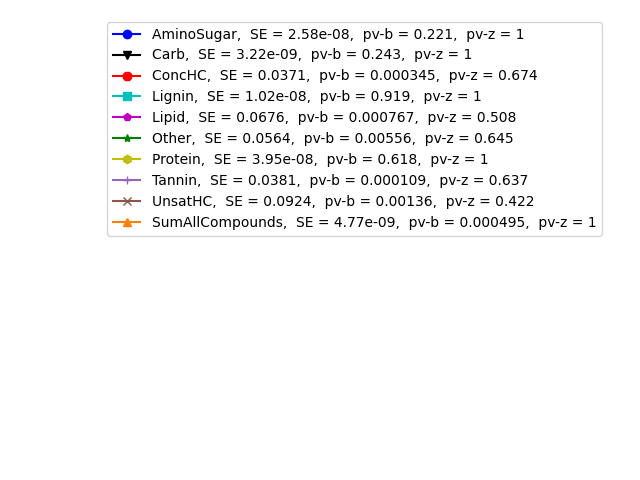 AminoSugar,  SE = 2.58e-08,  pv-b = 0.221,  pv-z = 1
Carb,  SE = 3.22e-09,  pv-b = 0.243,  pv-z = 1
ConcHC,  SE = 0.0371,  pv-b = 0.000345,  pv-z = 0.674
Lignin,  SE = 1.02e-08,  pv-b = 0.919,  pv-z = 1
Lipid,  SE = 0.0676,  pv-b = 0.000767,  pv-z = 0.508
Other,  SE = 0.0564,  pv-b = 0.00556,  pv-z = 0.645
Protein,  SE = 3.95e-08,  pv-b = 0.618,  pv-z = 1
Tannin,  SE = 0.0381,  pv-b = 0.000109,  pv-z = 0.637
UnsatHC,  SE = 0.0924,  pv-b = 0.00136,  pv-z = 0.422
SumAllCompounds,  SE = 4.77e-09,  pv-b = 0.000495,  pv-z = 1